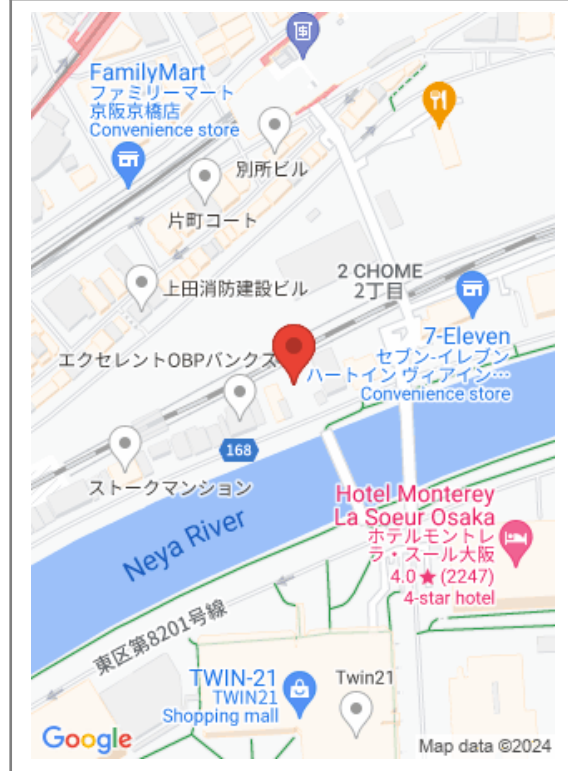 FamilyMart
ファミリーマート
京阪京橋店
Convenience store
別所ビル
片町コート
2 CHOME
2丁目
上田消防建設ビル
7-Eleven
エクセレントOBPバンクス
セブン-イレブン
ハートイン ヴィアイン…
Convenience store
168
ストークマンション
Neya River
Hotel Monterey
La Soeur Osaka
ホテルモントレ
ラ・スール大阪
4.0★(2247)
4-star hotel
東区第8201号線
TWIN-21
TWIN21
Shopping mall
Twin21
Google
Map data ©2024